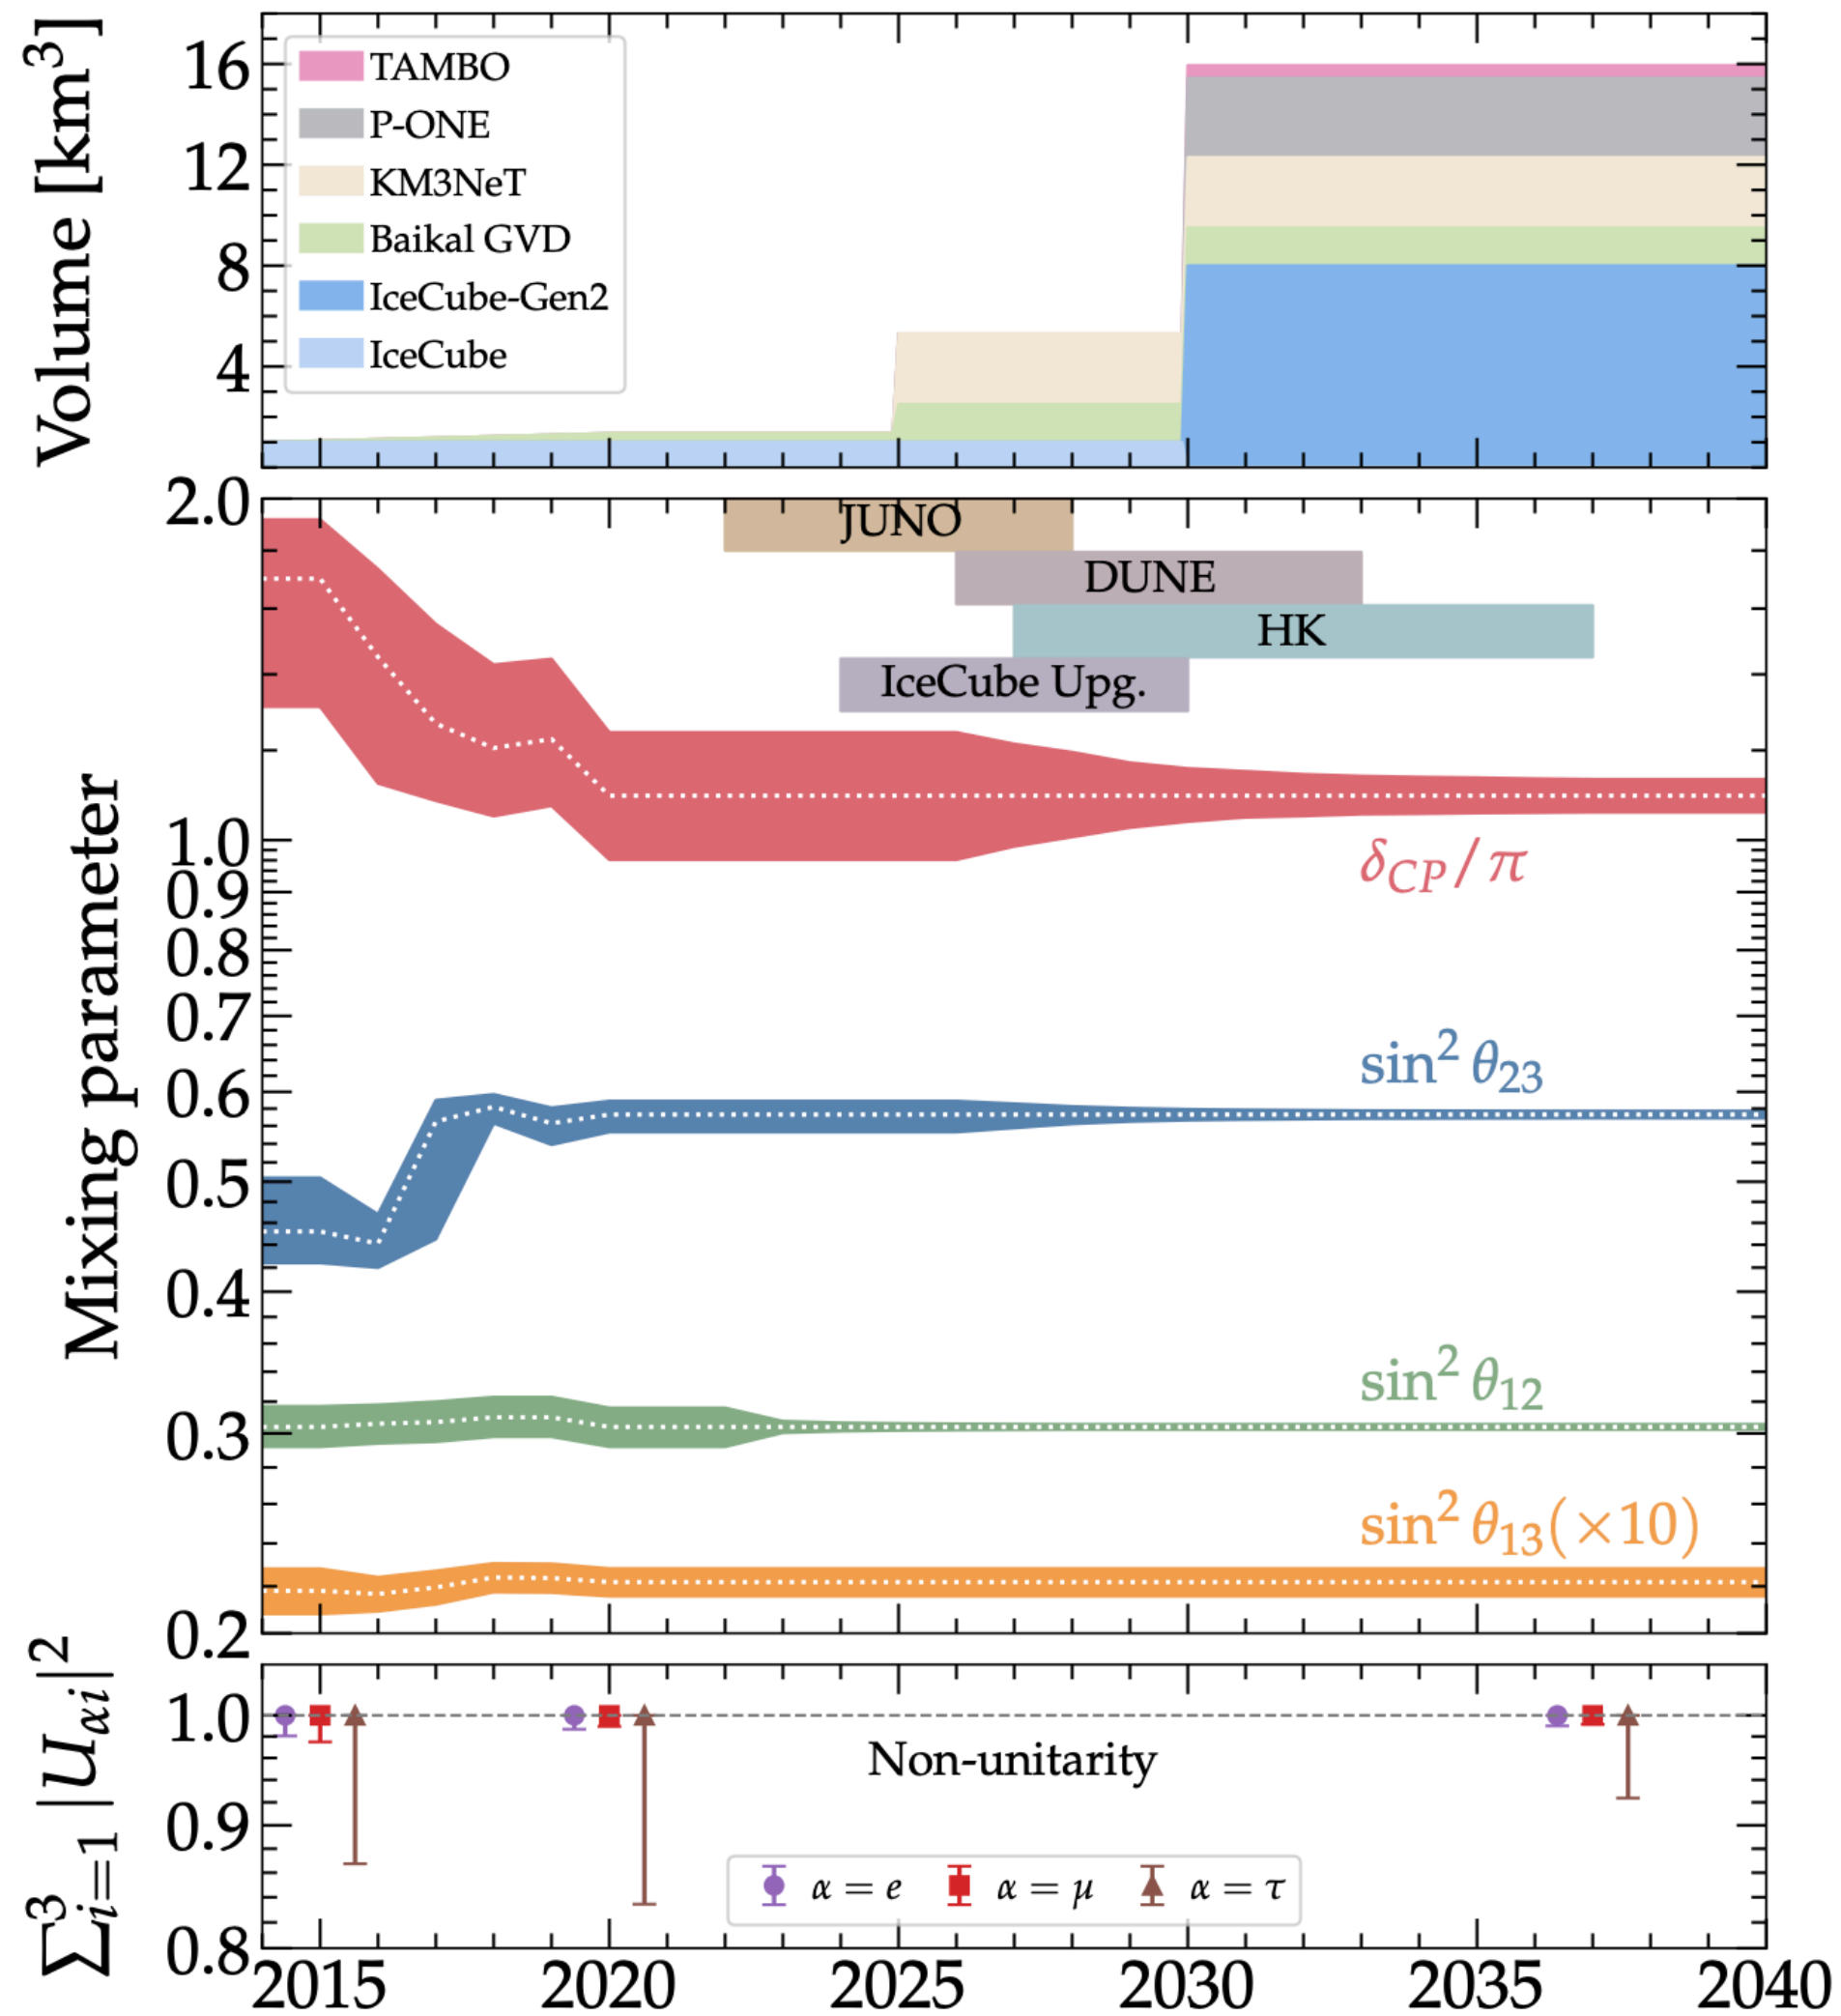 Volume [km³]
16
12
8
4
TAMBO
P-ONE
KM3NeT
Baikal GVD
IceCube-Gen2
IceCube
Mixing parameter
2.0
1.0
0.9
0.8
0.7
0.6
0.5
0.4
0.3
0.2
JUNO
DUNE
HK
IceCube Upg.
δ_CP/π
sin² θ₂₃
sin² θ₁₂
sin² θ₁₃(×10)
Σ³ᵢ₌₁ |U_αi|²
1.0
0.9
0.8
Non-unitarity
α = e α = μ α = τ
2015 2020 2025 2030 2035 2040